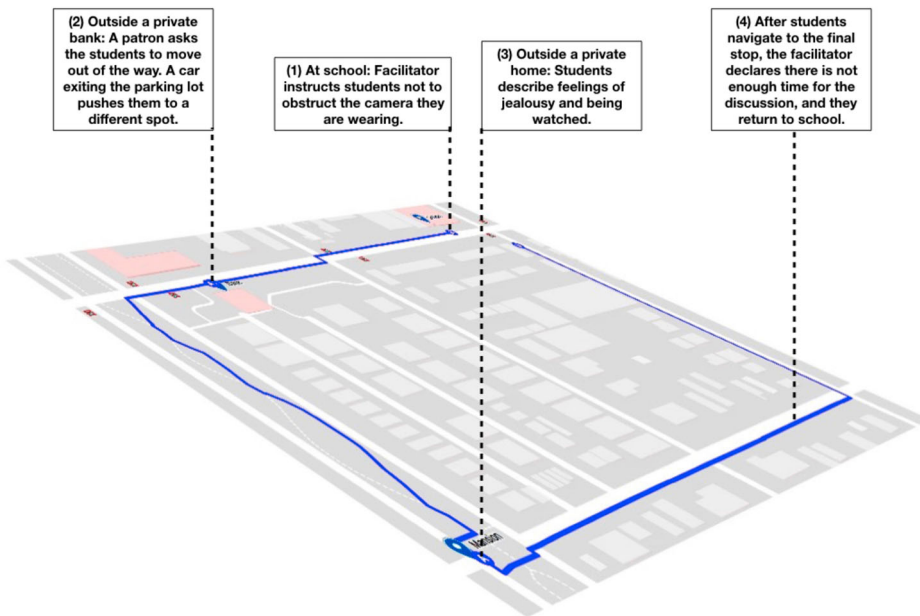 (2) Outside a private
bank: A patron asks
the students to move
out of the way. A car
exiting the parking lot
pushes them to a
different spot.
(1) At school: Facilitator
instructs students not to
obstruct the camera they
are wearing.
(3) Outside a private
home: Students
describe feelings of
jealousy and being
watched.
(4) After students
navigate to the final
stop, the facilitator
declares there is not
enough time for the
discussion, and they
return to school.
Mansion